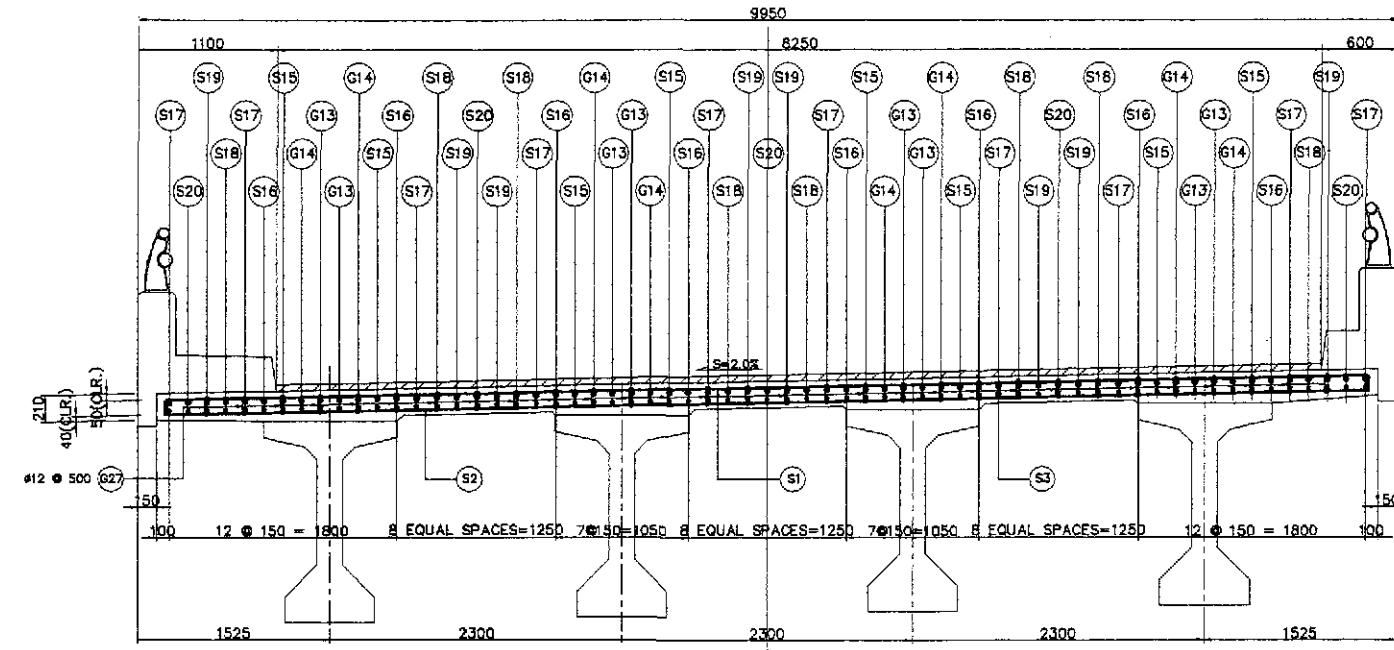 9950
1100 8250 600
S19 S15 G14 S18 S18 G14 S15 S19 S19 S15 G14 S18 S18 G14 S15 S19
S17 S17 G13 S16 S20 S16 G13 S17 S17 G13 S16 S20 S16 G13 S17 S17
S18 G14 S15 S19 S17 G13 S16 S20 S16 G13 S17 S19 S15 G14 S18
S20 S16 G13 S17 S19 S15 G14 S18 S18 G14 S15 S19 S17 G13 S16 S20
S=2.0%
210
40(CLR.)
50(CLR.)
ø12 @ 500 G27 S2 S1 S3
150 150
100 12 @ 150 = 1800 8 EQUAL SPACES=1250 7@150=1050 8 EQUAL SPACES=1250 7@150=1050 8 EQUAL SPACES=1250 12 @ 150 = 1800 100
1525 2300 2300 2300 1525